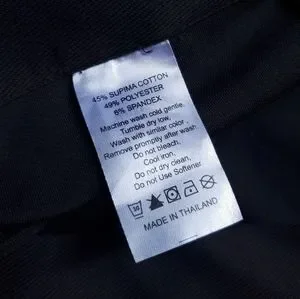 45% SUPIMA COTTON
49% POLYESTER
6% SPANDEX
Machine wash cold gentle,
Tumble dry low,
Wash with similar color ,
Remove promptly after wash
Do not bleach,
Cool iron,
Do not dry clean,
Do not Use Softener
MADE IN THAILAND